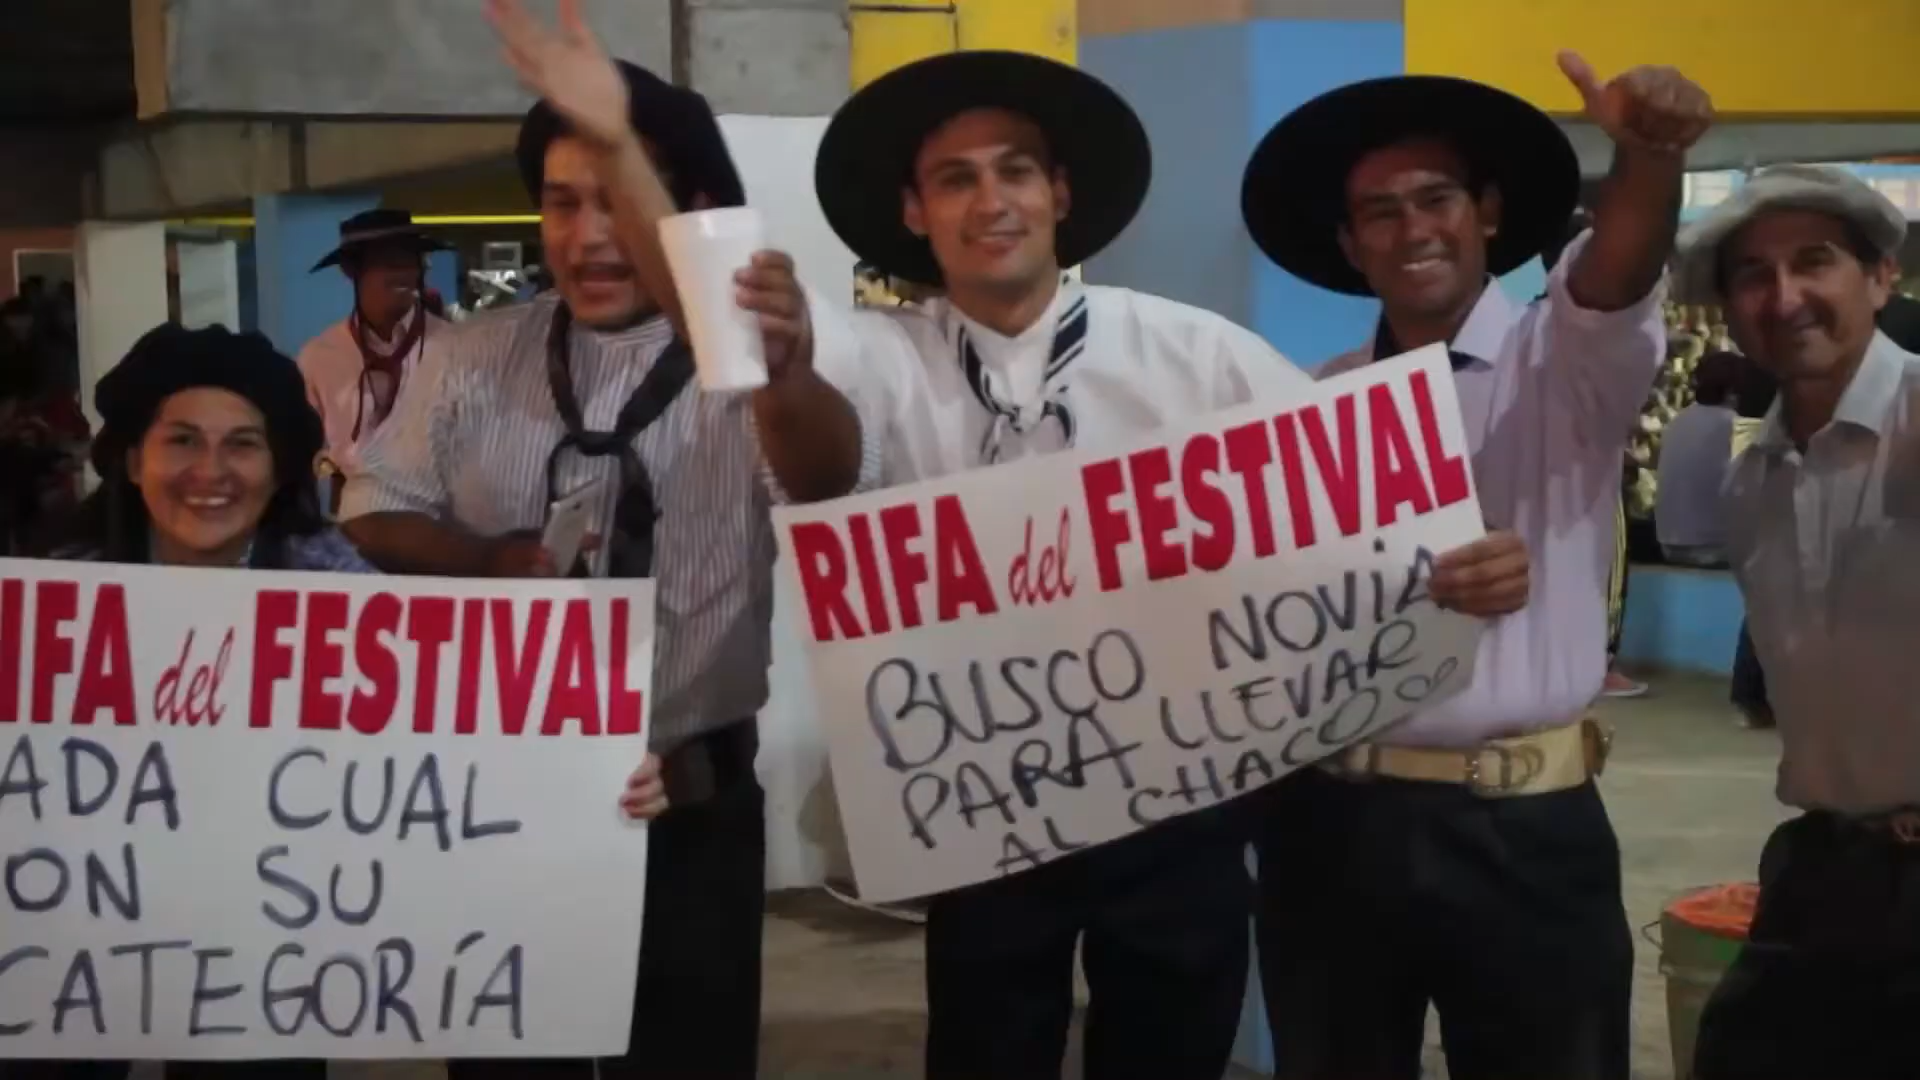 IFA del FESTIVAL
ADA CUAL
ON SU
CATEGORÍA
RIFA del FESTIVAL
BUSCO NOVIA
PARA LLEVAR
AL CHACO